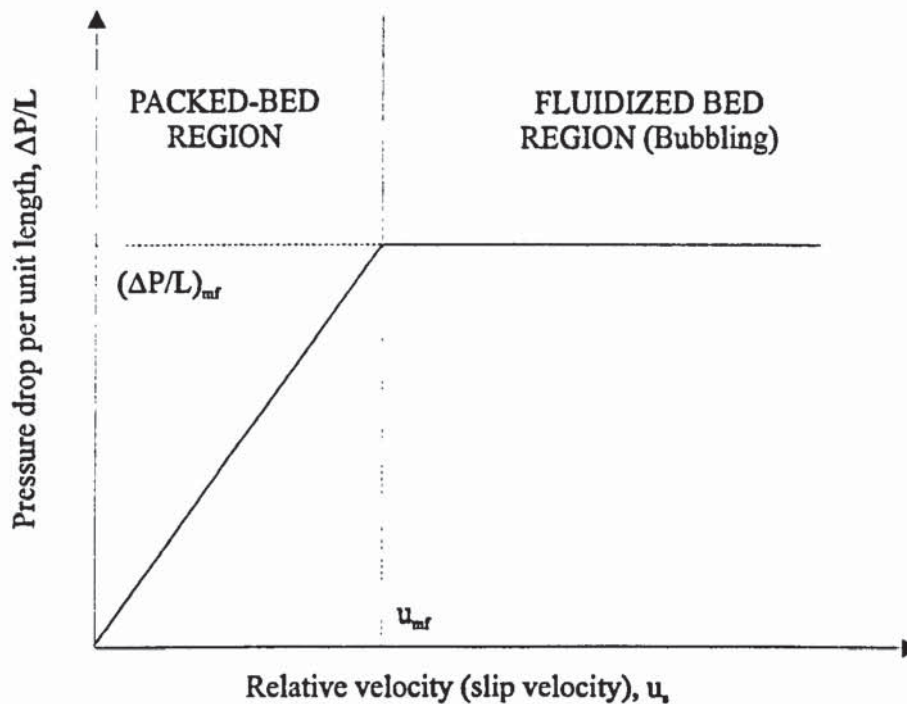 PACKED-BED
REGION
FLUIDIZED BED
REGION (Bubbling)
Pressure drop per unit length, ΔP/L
(ΔP/L)mf
umf
Relative velocity (slip velocity), us